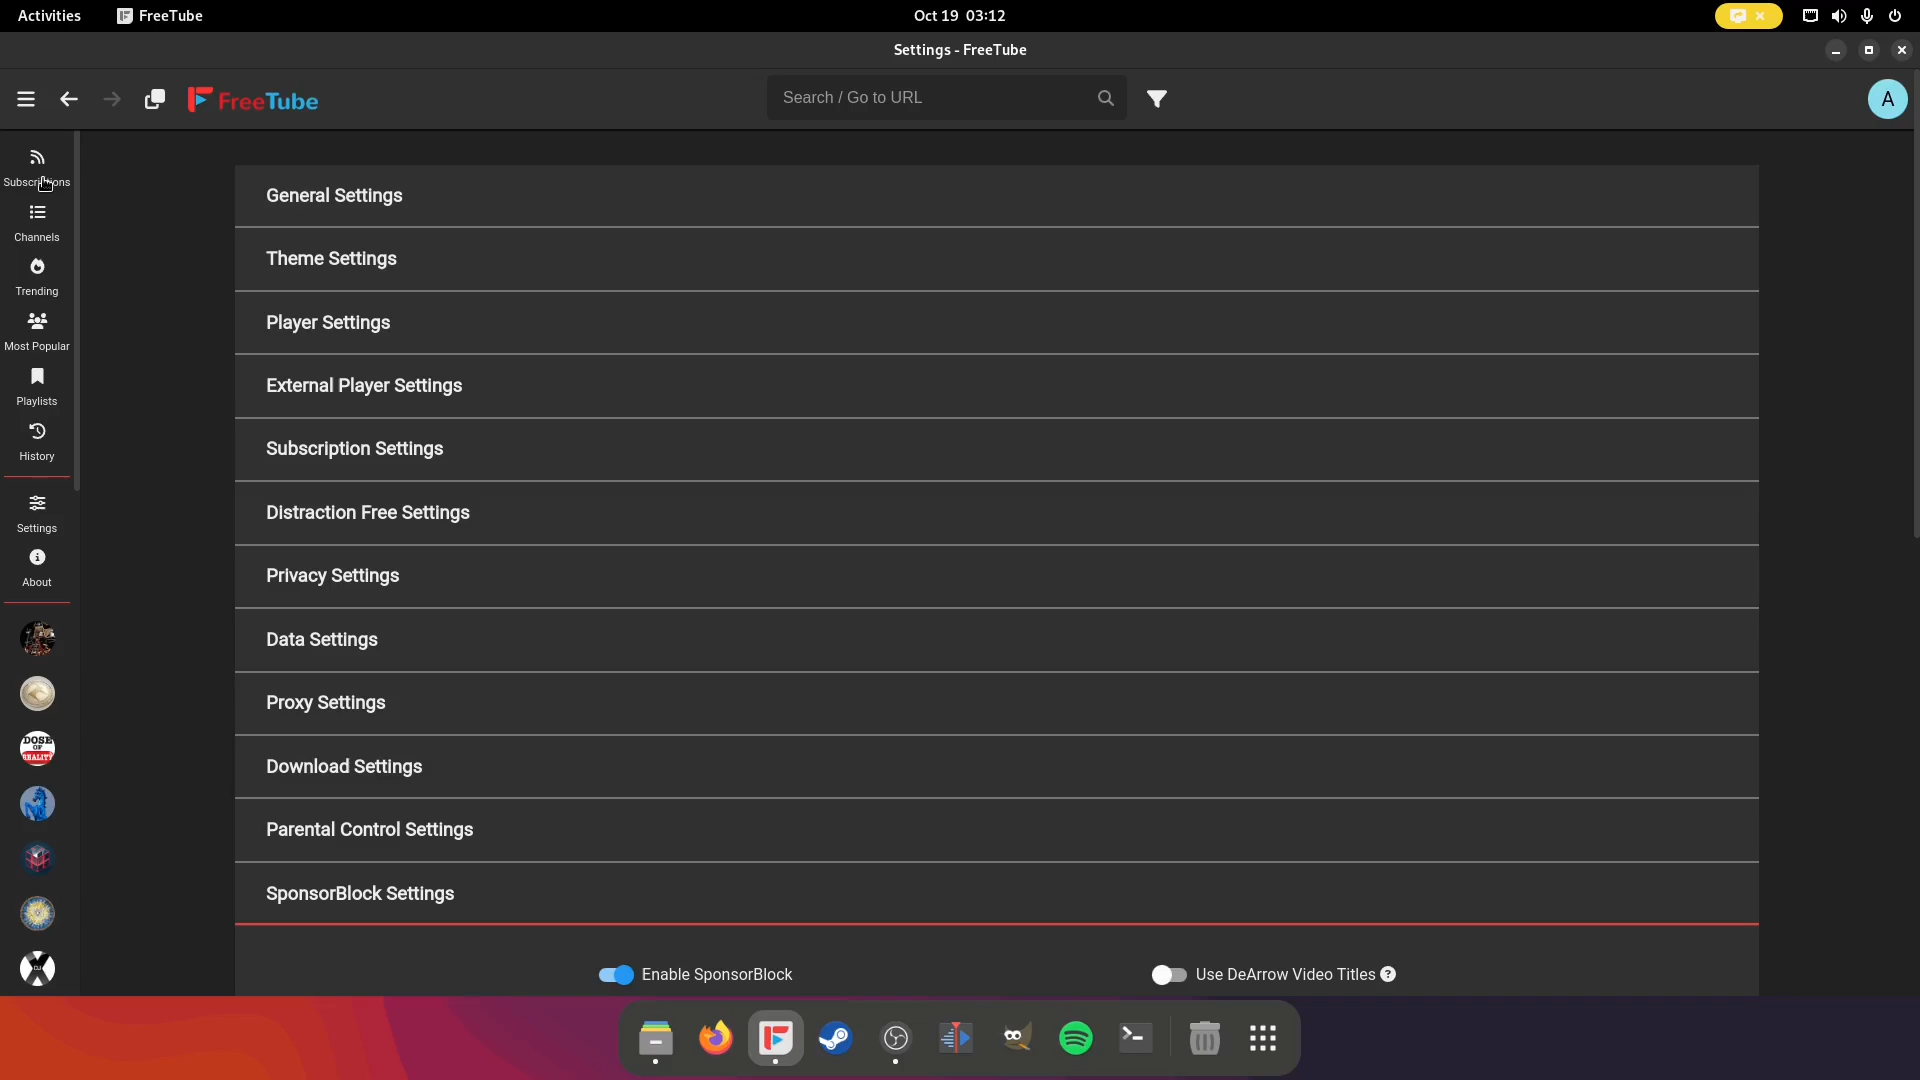 Activities
FreeTube
Oct 19 03:12
Settings - FreeTube
FreeTube
Search / Go to URL
A
Subscriptions
Channels
Trending
Most Popular
Playlists
History
Settings
About
DOSE
OF
General Settings
Theme Settings
Player Settings
External Player Settings
Subscription Settings
Distraction Free Settings
Privacy Settings
Data Settings
Proxy Settings
Download Settings
Parental Control Settings
SponsorBlock Settings
Enable SponsorBlock
Use DeArrow Video Titles ?